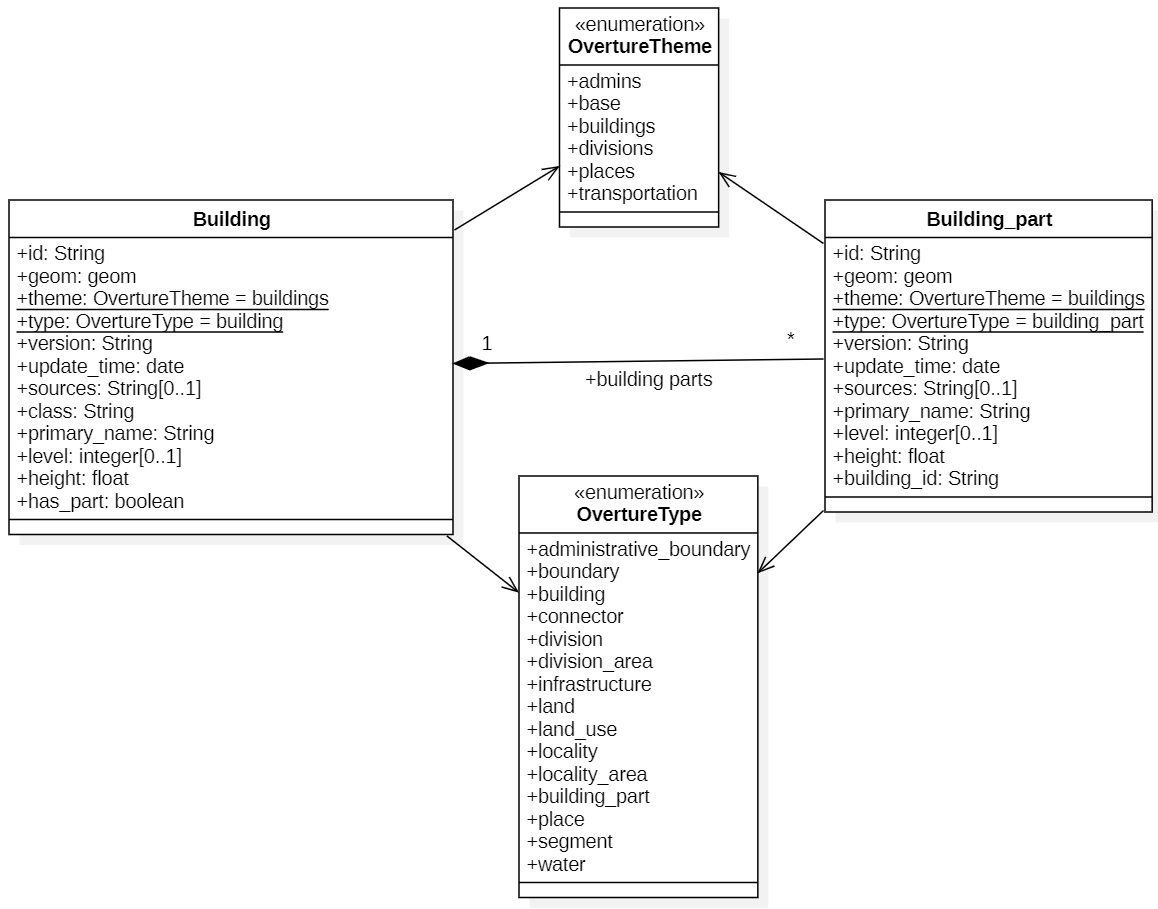 «enumeration»
OvertureTheme
+admins
+base
+buildings
+divisions
+places
+transportation
Building
+id: String
+geom: geom
+theme: OvertureTheme = buildings
+type: OvertureType = building
+version: String
+update_time: date
+sources: String[0..1]
+class: String
+primary_name: String
+level: integer[0..1]
+height: float
+has_part: boolean
1
*
+building parts
Building_part
+id: String
+geom: geom
+theme: OvertureTheme = buildings
+type: OvertureType = building_part
+version: String
+update_time: date
+sources: String[0..1]
+primary_name: String
+level: integer[0..1]
+height: float
+building_id: String
«enumeration»
OvertureType
+administrative_boundary
+boundary
+building
+connector
+division
+division_area
+infrastructure
+land
+land_use
+locality
+locality_area
+building_part
+place
+segment
+water